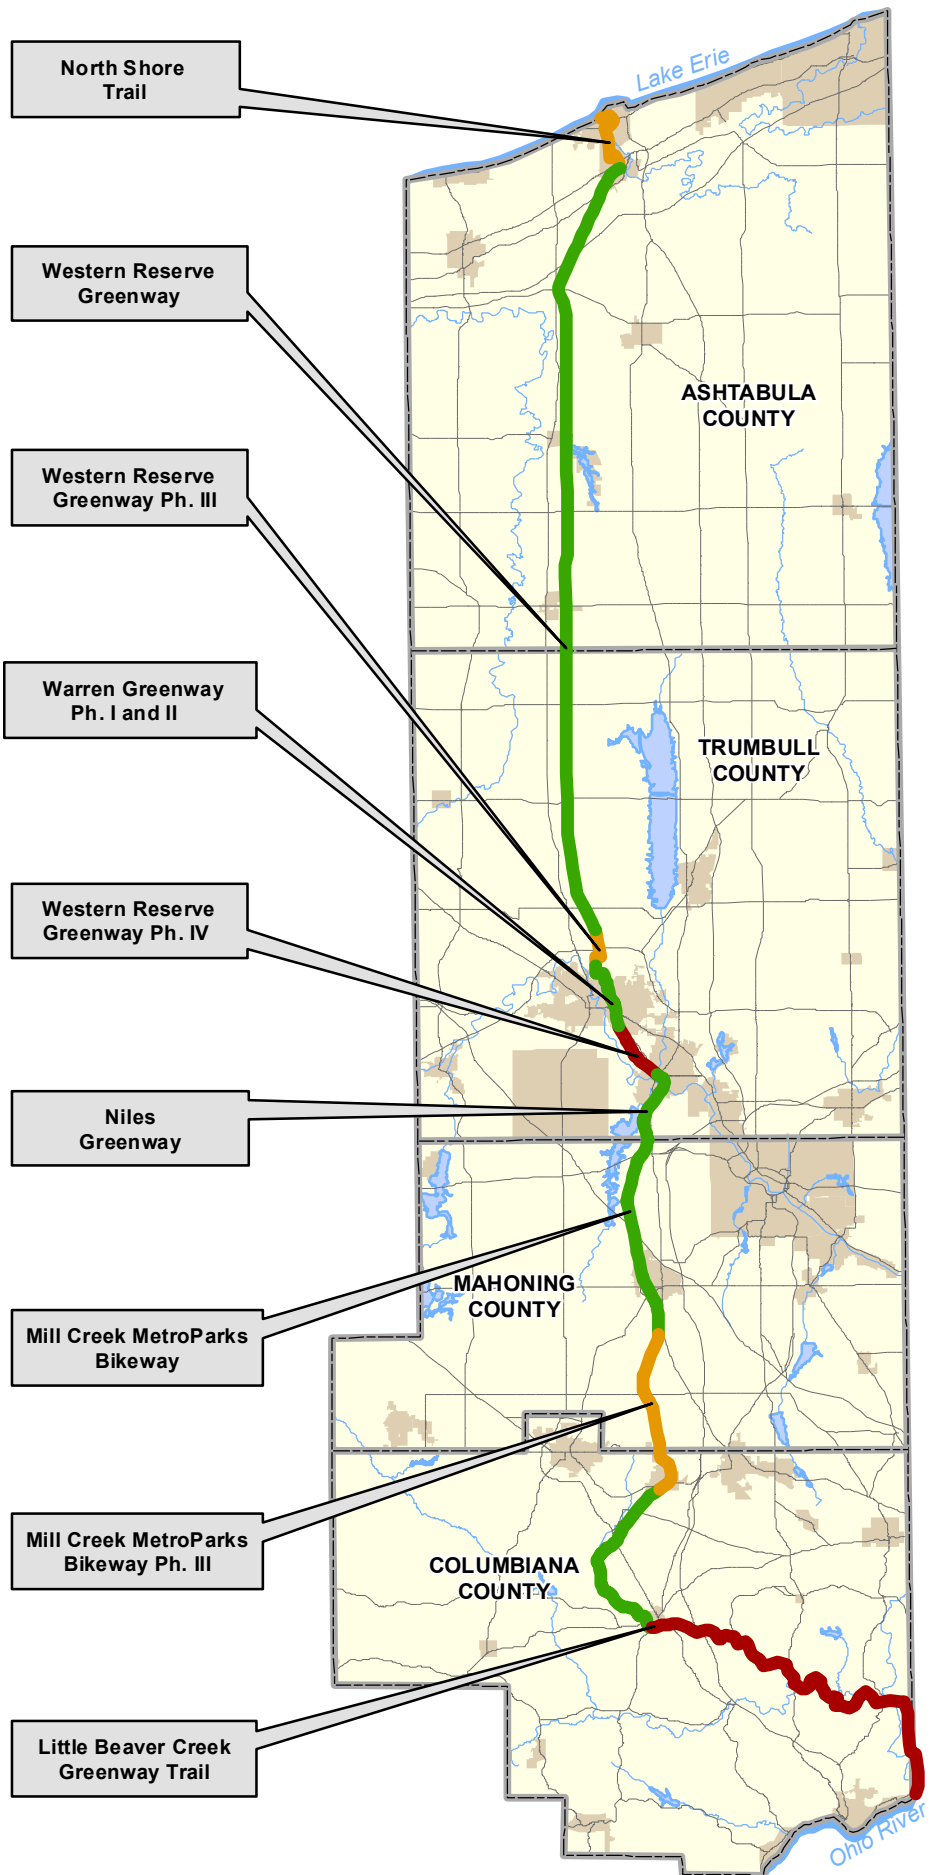 North Shore
Trail
Lake Erie
Western Reserve
Greenway
ASHTABULA
COUNTY
Western Reserve
Greenway Ph. III
Warren Greenway
Ph. I and II
TRUMBULL
COUNTY
Western Reserve
Greenway Ph. IV
Niles
Greenway
MAHONING
COUNTY
Mill Creek MetroParks
Bikeway
Mill Creek MetroParks
Bikeway Ph. III
COLUMBIANA
COUNTY
Little Beaver Creek
Greenway Trail
Ohio River